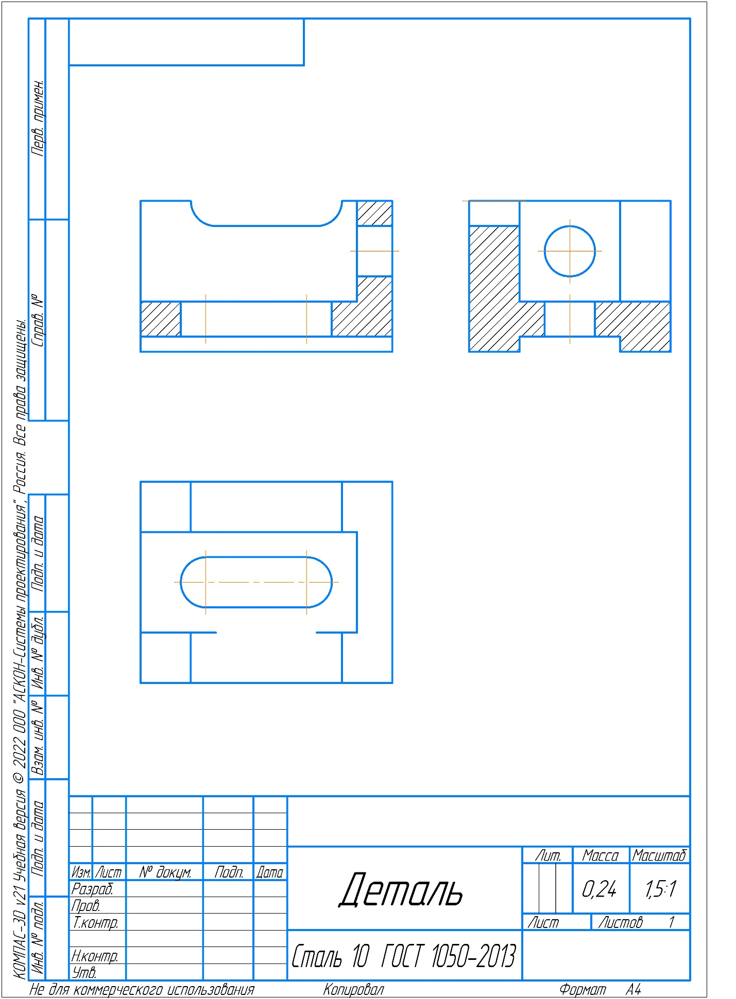 Перв. примен.
Справ. №
Подп. и дата
Инв. № дубл.
Взам. инв. №
Подп. и дата
Инв. № подл.
КОМПАС-3D v21 Учебная версия © 2022 ООО "АСКОН-Системы проектирования", Россия. Все права защищены.
Изм. Лист № докум. Подп. Дата
Разраб.
Пров.
Т.контр.
Н.контр.
Утв.
Деталь
Сталь 10 ГОСТ 1050-2013
Лит. Масса Масштаб
0,24 1,5:1
Лист Листов 1
Не для коммерческого использования Копировал Формат А4